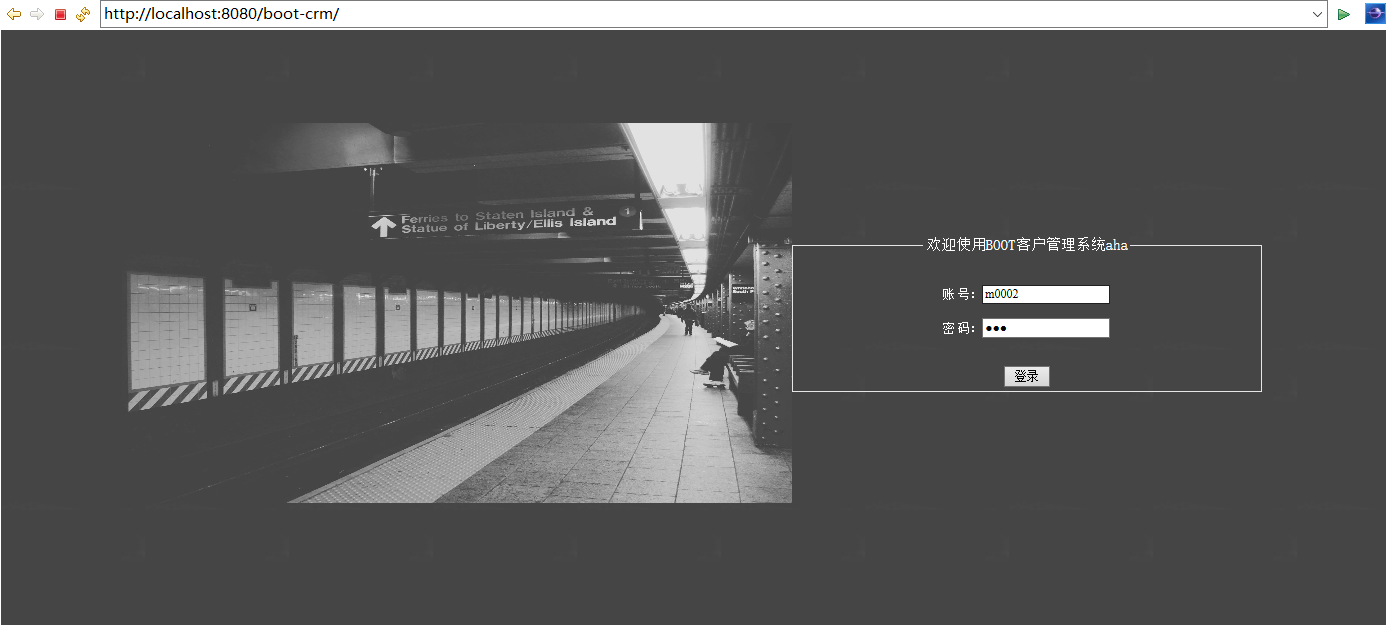 http://localhost:8080/boot-crm/
Ferries to Staten Island &
Statue of Liberty/Ellis Island
1
欢迎使用BOOT客户管理系统aha
账号: m0002
密码: ●●●
登录